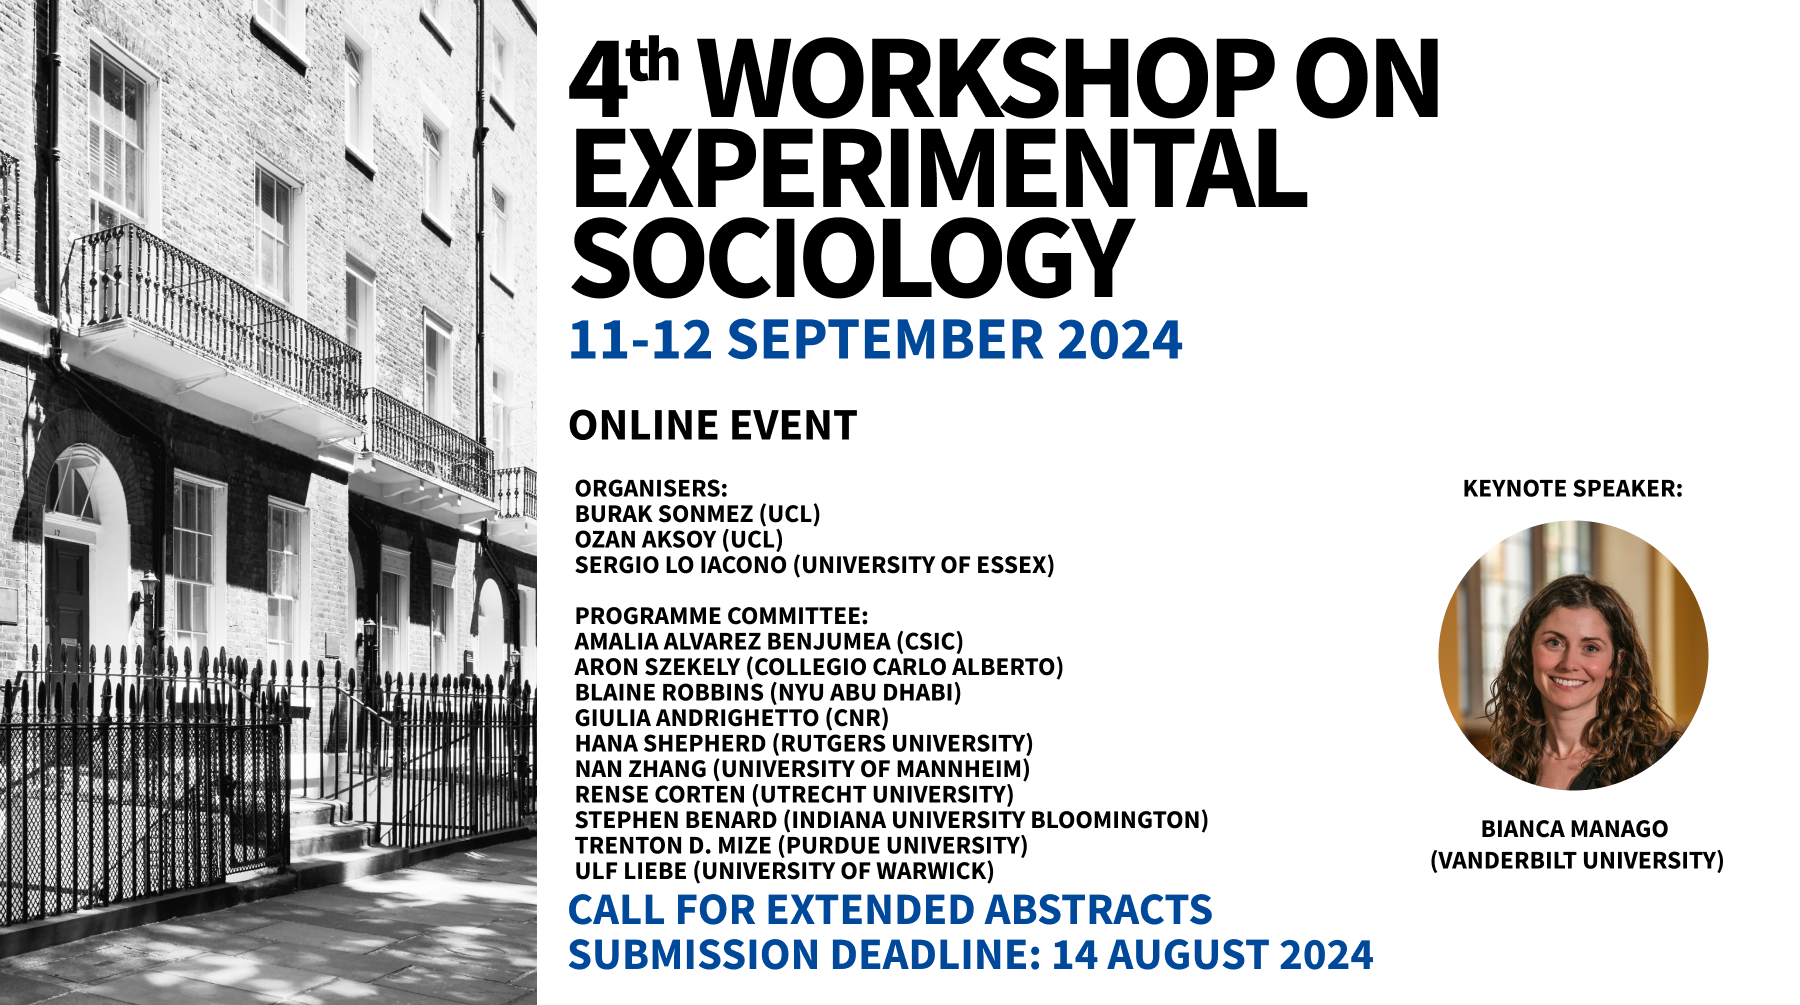 4th WORKSHOP ON
EXPERIMENTAL
SOCIOLOGY
11-12 SEPTEMBER 2024
ONLINE EVENT
ORGANISERS:
BURAK SONMEZ (UCL)
OZAN AKSOY (UCL)
SERGIO LO IACONO (UNIVERSITY OF ESSEX)
PROGRAMME COMMITTEE:
AMALIA ALVAREZ BENJUMEA (CSIC)
ARON SZEKELY (COLLEGIO CARLO ALBERTO)
BLAINE ROBBINS (NYU ABU DHABI)
GIULIA ANDRIGHETTO (CNR)
HANA SHEPHERD (RUTGERS UNIVERSITY)
NAN ZHANG (UNIVERSITY OF MANNHEIM)
RENSE CORTEN (UTRECHT UNIVERSITY)
STEPHEN BENARD (INDIANA UNIVERSITY BLOOMINGTON)
TRENTON D. MIZE (PURDUE UNIVERSITY)
ULF LIEBE (UNIVERSITY OF WARWICK)
CALL FOR EXTENDED ABSTRACTS
SUBMISSION DEADLINE: 14 AUGUST 2024
KEYNOTE SPEAKER:
BIANCA MANAGO
(VANDERBILT UNIVERSITY)
17